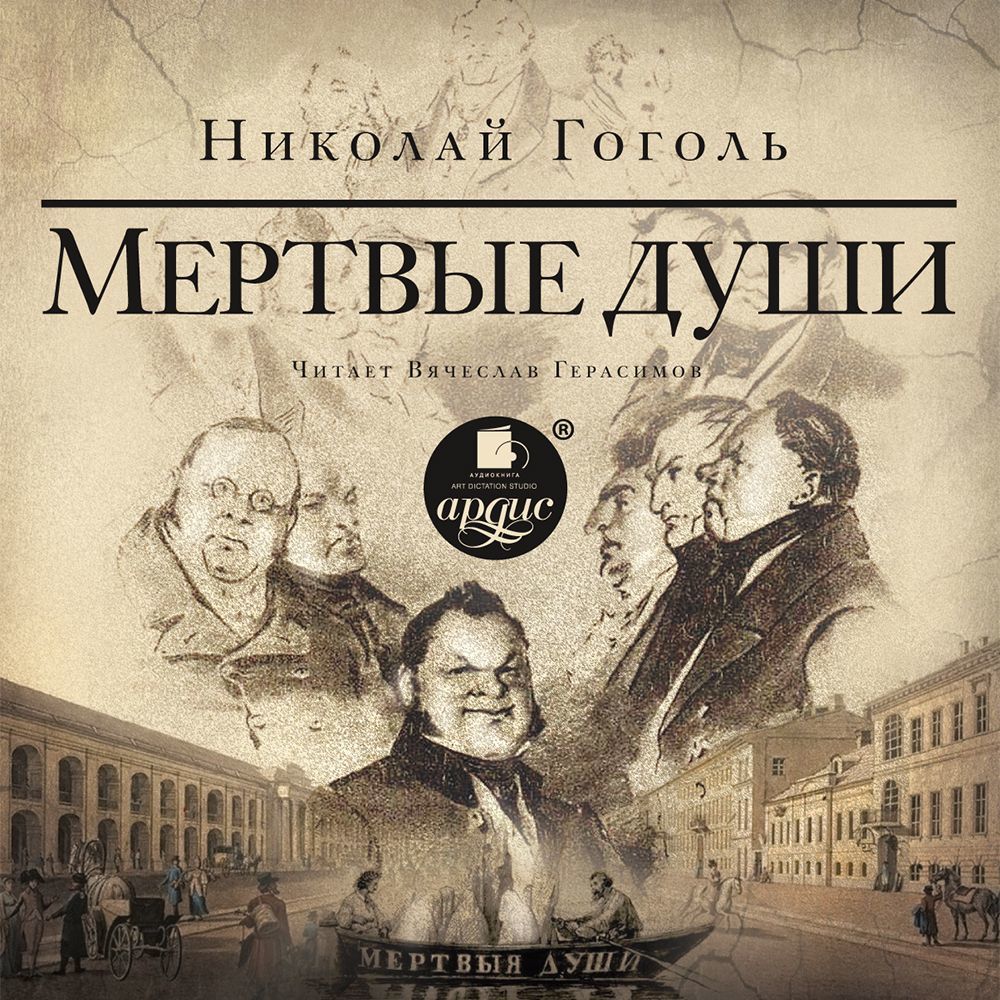 Николай Гоголь
Мертвые души
Читает Вячеслав Герасимов
®
АУДИОКНИГА
ART DICTATION STUDIO
ардис
МЕРТВЫЯ ДУШИ